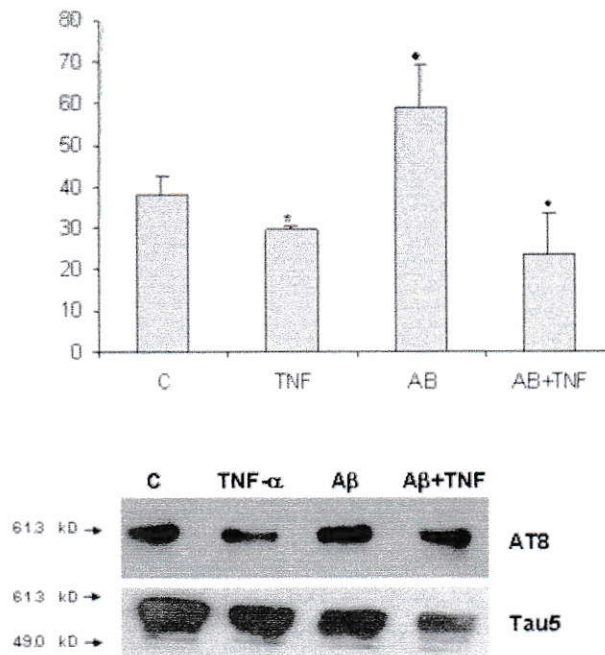 80
70
60
50
40
30
20
10
0
C TNF AB AB+TNF
* 
C TNF-α Aβ Aβ+TNF
61.3 kD → AT8
61.3 kD →
Tau5
49.0 kD →